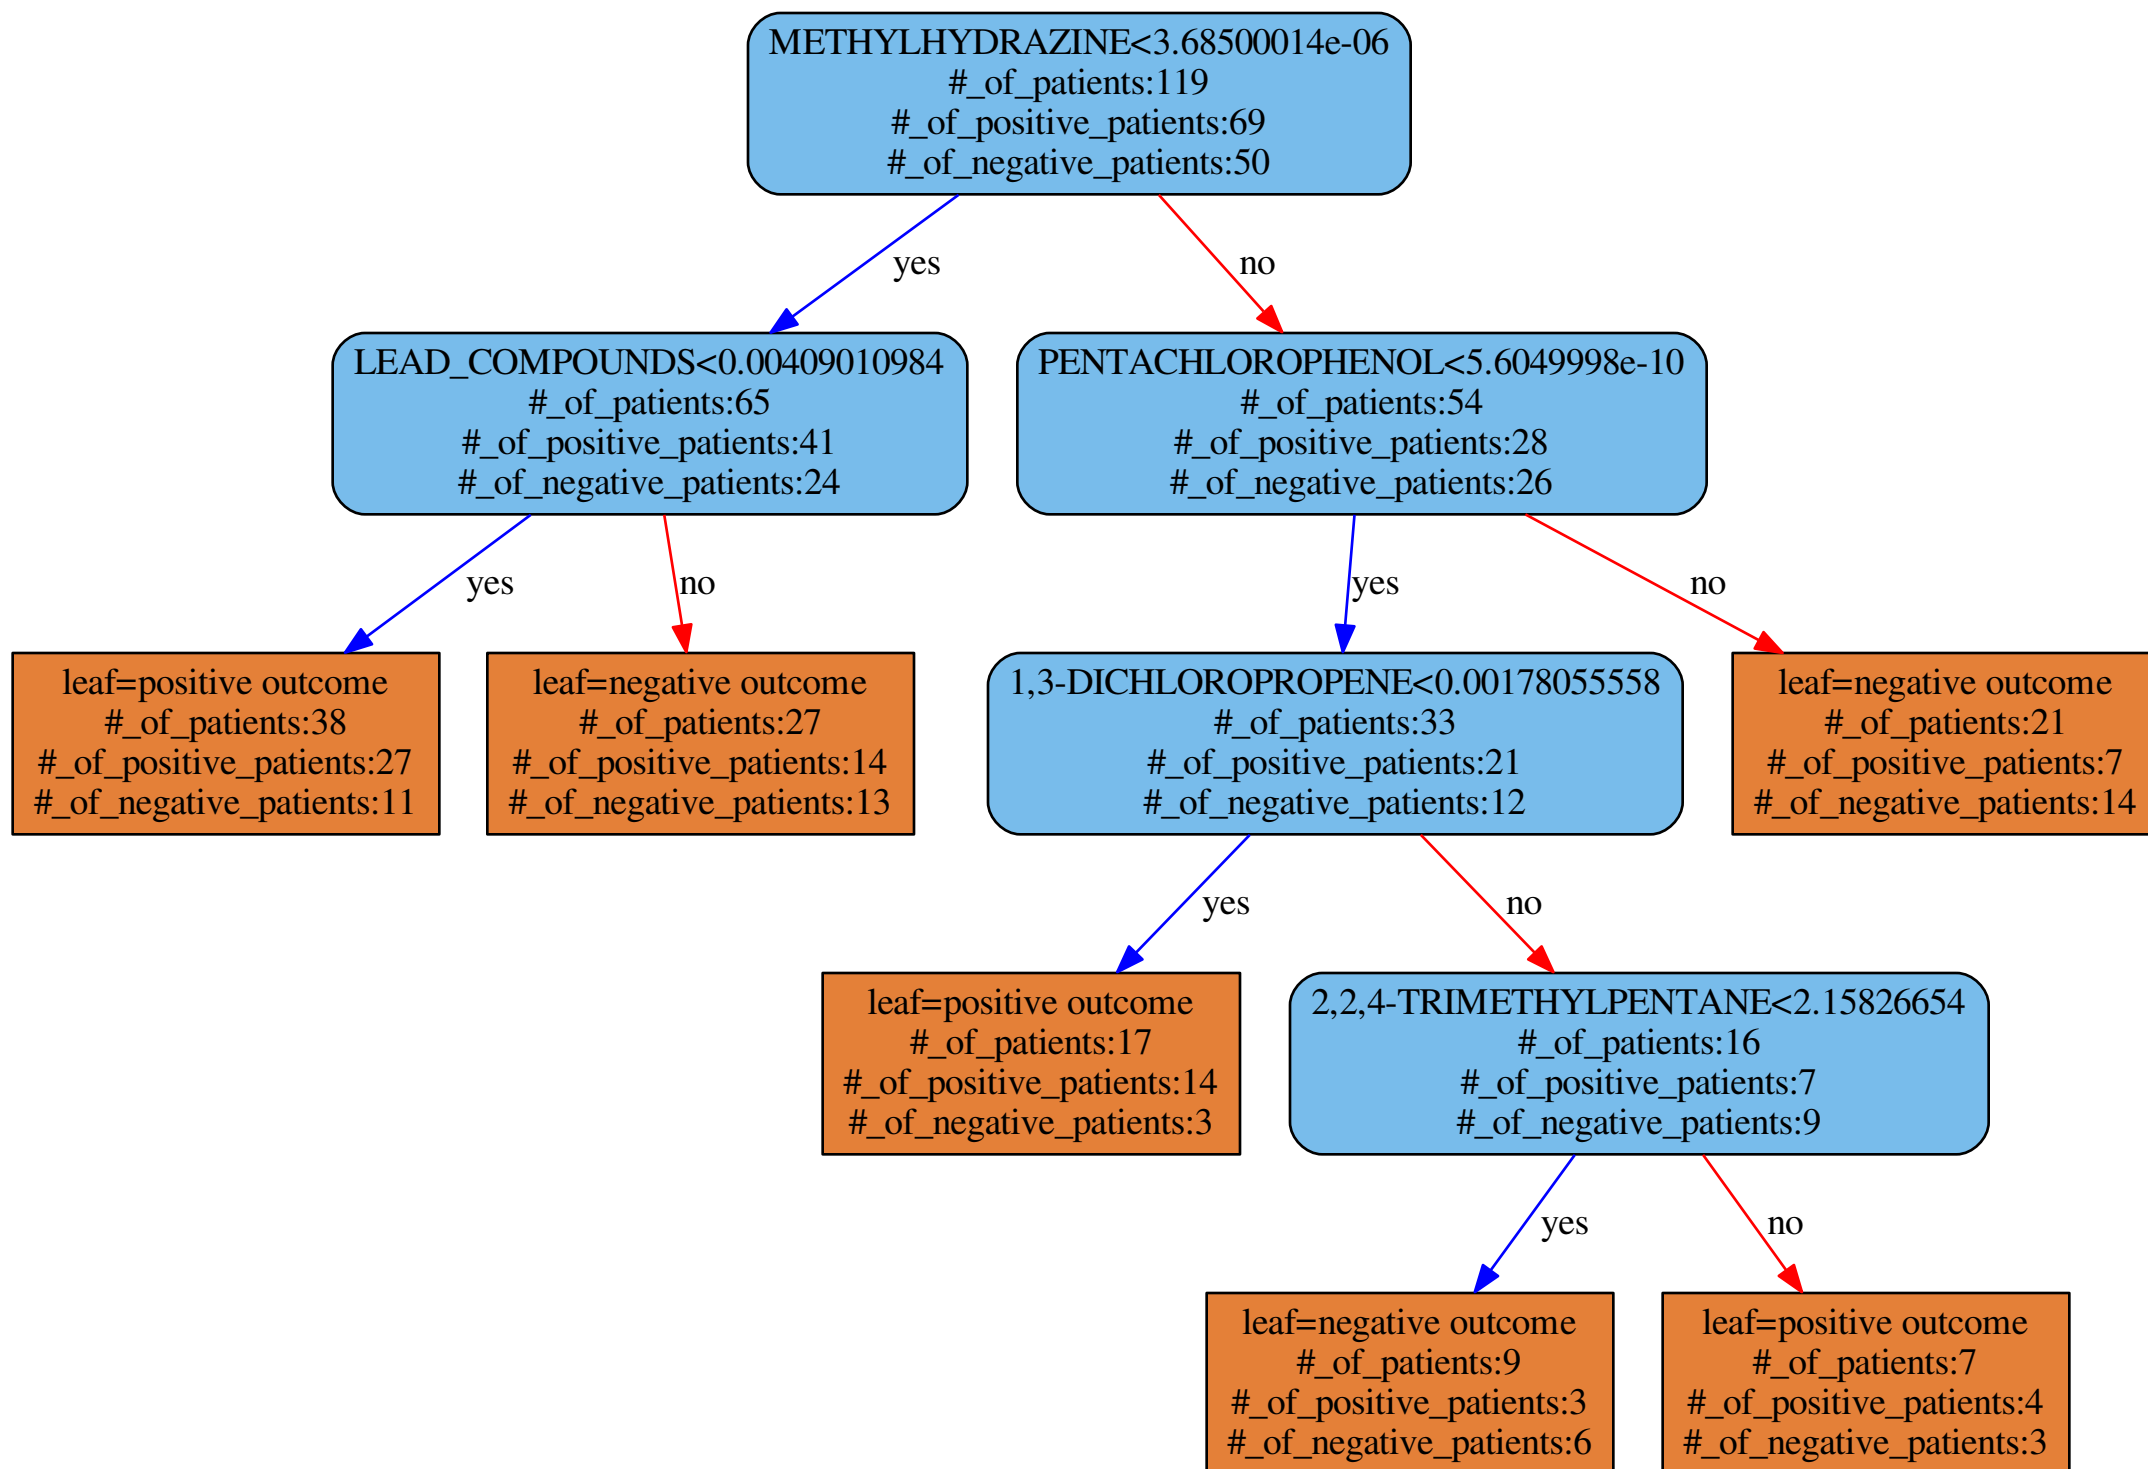 METHYLHYDRAZINE<3.68500014e-06
#_of_patients:119
#_of_positive_patients:69
#_of_negative_patients:50
yes
no
LEAD_COMPOUNDS<0.00409010984
#_of_patients:65
#_of_positive_patients:41
#_of_negative_patients:24
PENTACHLOROPHENOL<5.6049998e-10
#_of_patients:54
#_of_positive_patients:28
#_of_negative_patients:26
yes
no
yes
no
leaf=positive outcome
#_of_patients:38
#_of_positive_patients:27
#_of_negative_patients:11
leaf=negative outcome
#_of_patients:27
#_of_positive_patients:14
#_of_negative_patients:13
1,3-DICHLOROPROPENE<0.00178055558
#_of_patients:33
#_of_positive_patients:21
#_of_negative_patients:12
leaf=negative outcome
#_of_patients:21
#_of_positive_patients:7
#_of_negative_patients:14
yes
no
leaf=positive outcome
#_of_patients:17
#_of_positive_patients:14
#_of_negative_patients:3
2,2,4-TRIMETHYLPENTANE<2.15826654
#_of_patients:16
#_of_positive_patients:7
#_of_negative_patients:9
yes
no
leaf=negative outcome
#_of_patients:9
#_of_positive_patients:3
#_of_negative_patients:6
leaf=positive outcome
#_of_patients:7
#_of_positive_patients:4
#_of_negative_patients:3